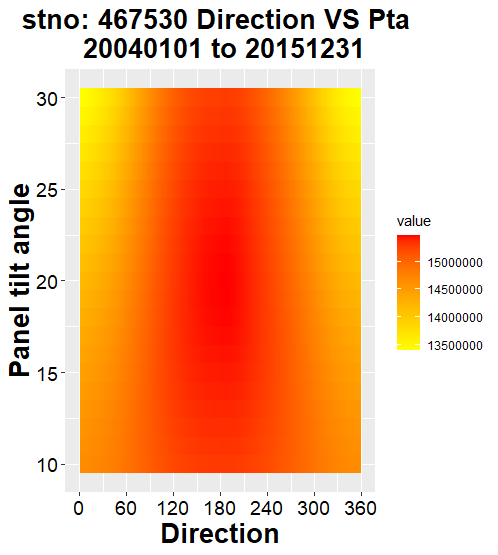 stno: 467530 Direction VS Pta
20040101 to 20151231
Panel tilt angle
30
25
20
15
10
0 60 120 180 240 300 360
Direction
value
15000000
14500000
14000000
13500000